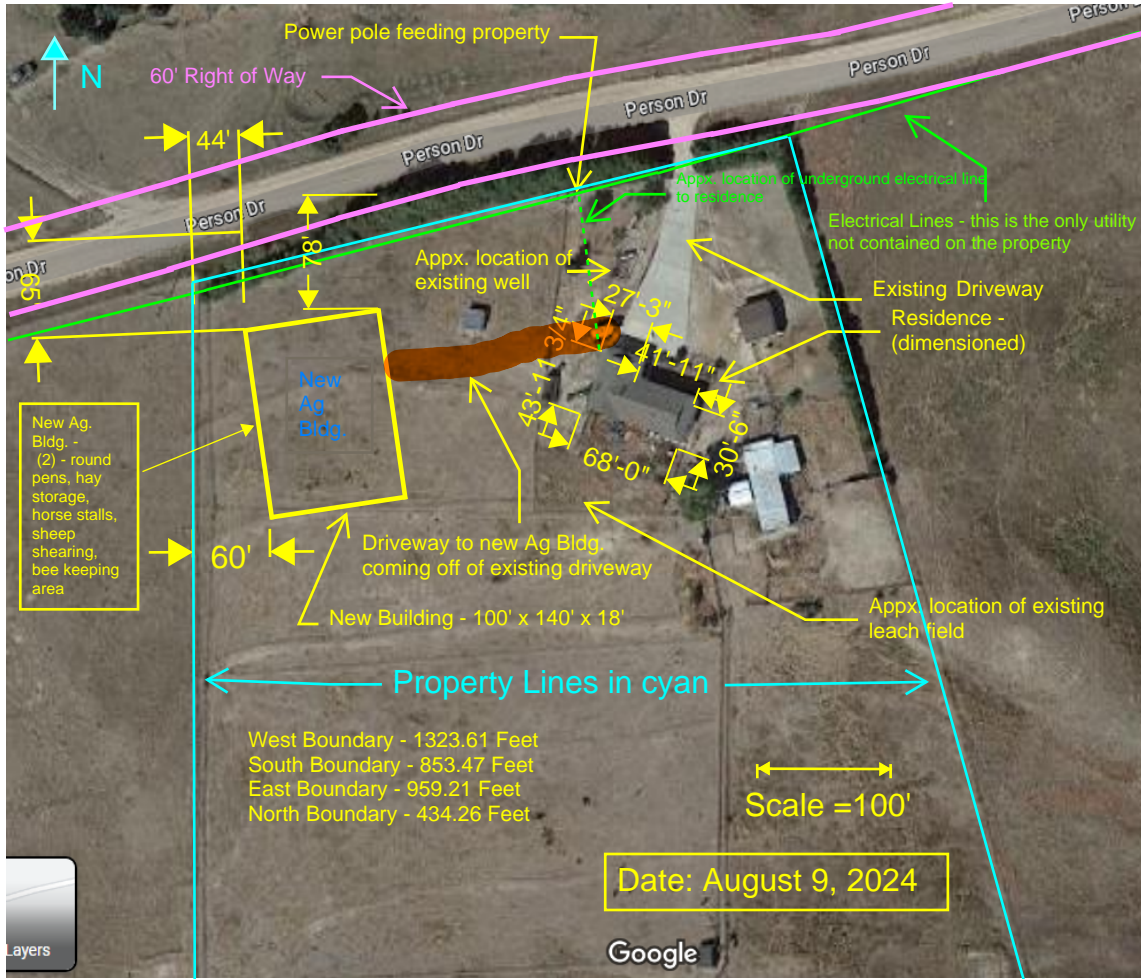 Person Dr
Power pole feeding property
N
60' Right of Way
Person Dr
Person Dr
44'
Person Dr
Appx. location of underground electrical line
to residence
Person Dr
Electrical Lines - this is the only utility
not contained on the property
78'
Appx. location of
existing well
on Dr
65'
Existing Driveway
27'-3"
Residence -
(dimensioned)
3/4"
41'-11"
New
Ag
Bldg.
43'-11
New Ag.
Bldg. -
(2) - round
pens, hay
storage,
horse stalls,
sheep
shearing,
bee keeping
area
30'-6"
68'-0"
60'
Driveway to new Ag Bldg.
coming off of existing driveway
New Building - 100' x 140' x 18'
Appx. location of existing
leach field
Property Lines in cyan
West Boundary - 1323.61 Feet
South Boundary - 853.47 Feet
East Boundary - 959.21 Feet
North Boundary - 434.26 Feet
Scale =100'
Date: August 9, 2024
Layers
Google